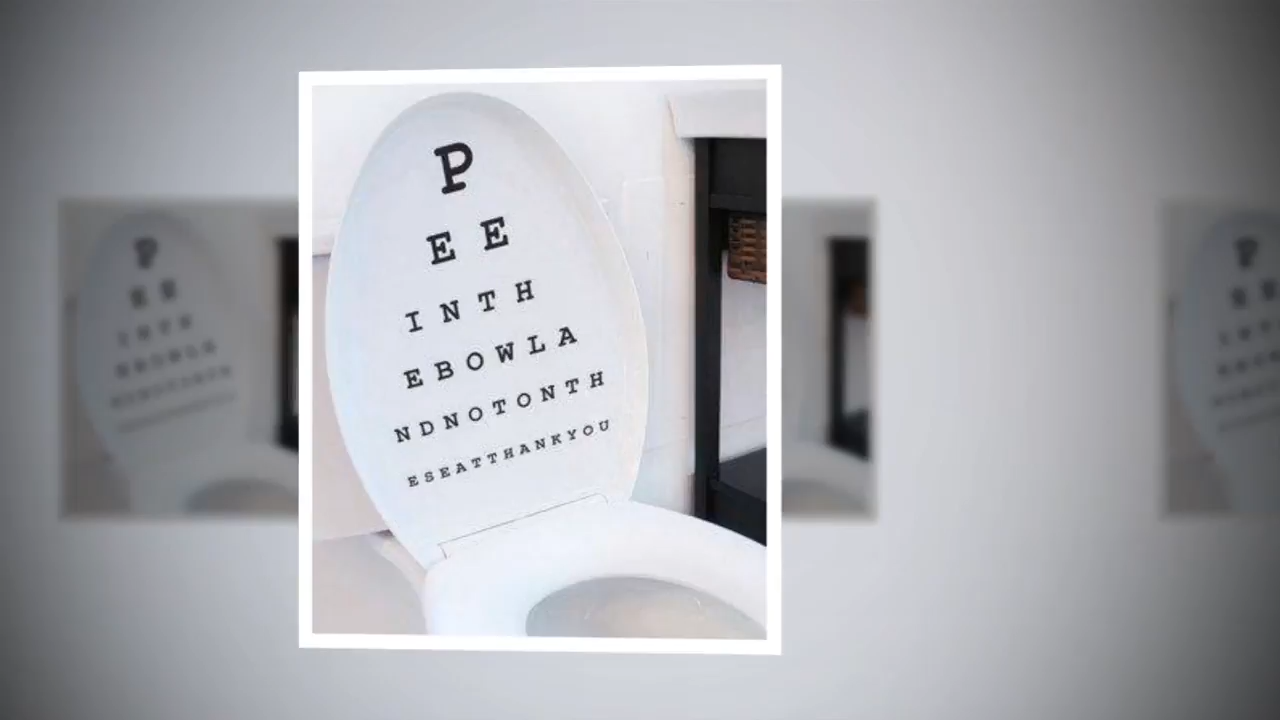 P
E E
I N T H
E B O W L A
N D N O T O N T H
E S E A T T H A N K Y O U